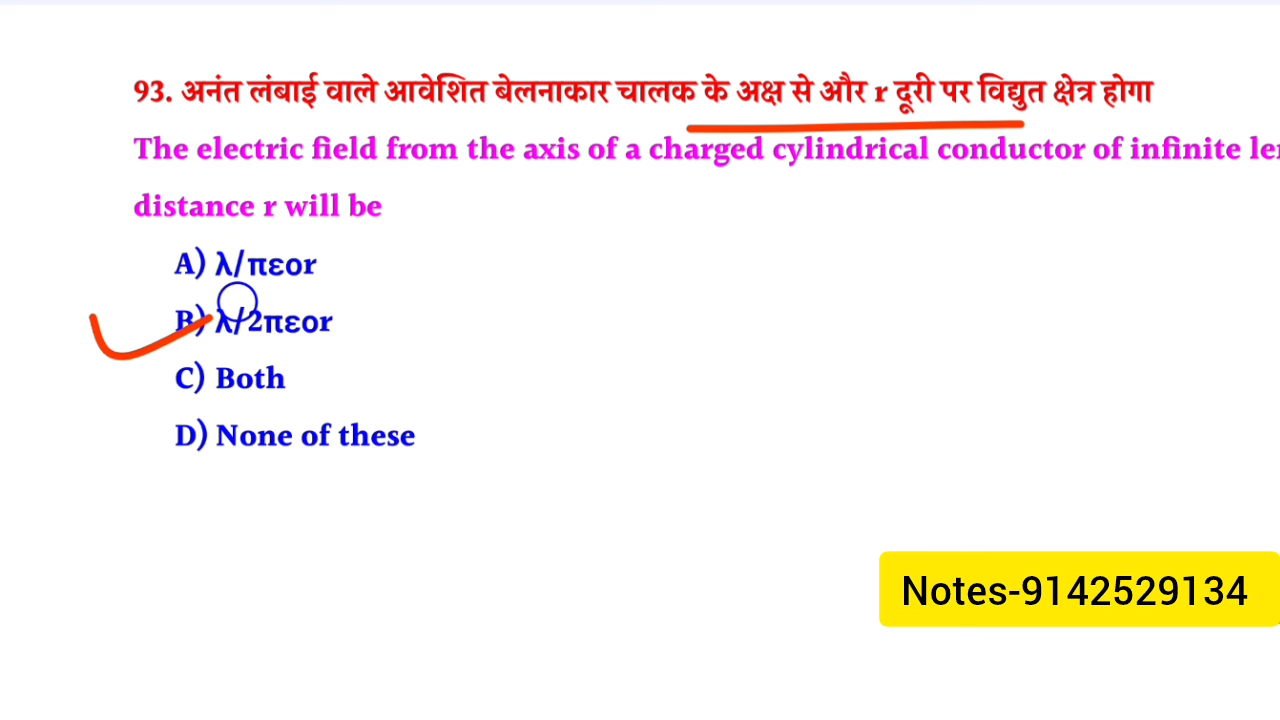 93. अनंत लंबाई वाले आवेशित बेलनाकार चालक के अक्ष से और r दूरी पर विद्युत क्षेत्र होगा
The electric field from the axis of a charged cylindrical conductor of infinite
distance r will be
A) λ/πεor
B) λ/2πεor
C) Both
D) None of these
Notes-9142529134